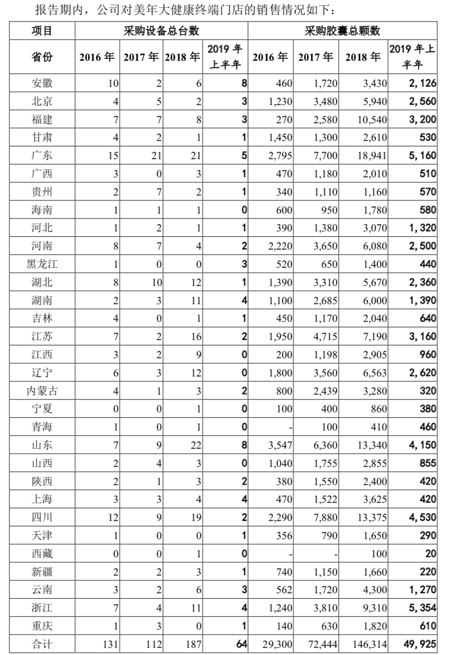 报告期内，公司对美年大健康终端门店的销售情况如下：
项目 采购设备总台数 采购胶囊总颗数
省份 2016 年 2017 年 2018 年 2019 年上半年 2016 年 2017 年 2018 年 2019 年上半年
安徽 10 2 6 8 460 1,720 3,430 2,126
北京 4 5 2 3 1,230 3,480 5,940 2,560
福建 7 7 8 3 270 2,580 10,540 3,200
甘肃 4 2 1 1 1,450 1,300 2,610 530
广东 15 21 21 5 2,795 7,700 18,941 5,160
广西 3 0 3 1 470 1,180 2,010 510
贵州 2 7 2 1 340 1,110 1,160 570
海南 1 1 1 0 600 950 1,780 580
河北 1 2 1 1 390 1,380 3,070 1,320
河南 8 7 4 2 2,220 3,650 6,080 2,500
黑龙江 1 0 0 3 520 650 1,400 440
湖北 8 10 12 1 1,390 3,310 5,670 2,360
湖南 2 3 11 4 1,100 2,685 6,000 1,390
吉林 4 0 1 1 450 1,170 2,040 640
江苏 7 2 16 2 1,950 4,715 7,190 3,160
江西 3 2 9 0 200 1,198 2,905 960
辽宁 6 3 12 0 1,800 3,560 6,563 2,620
内蒙古 4 1 3 2 800 2,439 3,280 320
宁夏 0 0 1 0 100 400 860 380
青海 1 0 1 0 - 100 410 460
山东 7 9 22 8 3,547 6,360 13,340 4,150
山西 2 4 3 0 1,040 1,755 2,855 855
陕西 2 1 3 2 380 1,550 2,400 420
上海 3 3 4 4 470 1,522 3,625 420
四川 12 9 19 2 2,290 7,880 13,375 4,530
天津 1 0 0 1 356 790 1,650 290
西藏 0 0 1 0 - - 100 20
新疆 2 2 3 1 740 1,150 1,660 220
云南 3 2 6 3 562 1,720 4,300 1,270
浙江 7 4 11 4 1,240 3,810 9,310 5,354
重庆 1 3 0 1 140 630 1,820 610
合计 131 112 187 64 29,300 72,444 146,314 49,925